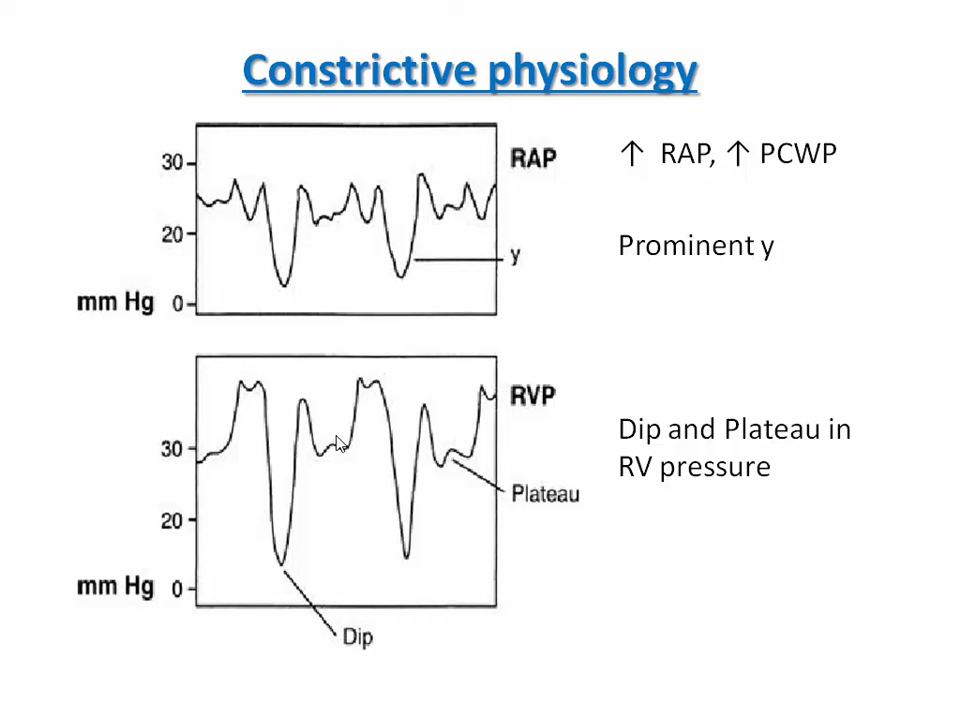 Constrictive physiology
30
20
mm Hg 0
RAP
y
↑ RAP, ↑ PCWP
Prominent y
30
20
mm Hg 0
RVP
Plateau
Dip
Dip and Plateau in
RV pressure